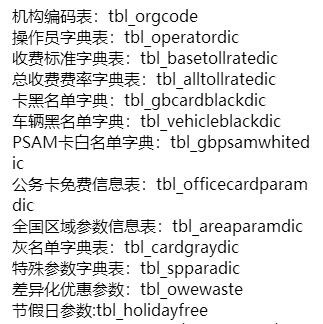 机构编码表：tbl_orgcode
操作员字典表：tbl_operatordic
收费标准字典表：tbl_basetollratedic
总收费费率字典表：tbl_alltollratedic
卡黑名单字典：tbl_gbcardblackdic
车辆黑名单字典：tbl_vehicleblackdic
PSAM卡白名单字典：tbl_gbpsamwhited
ic
公务卡免费信息表：tbl_officecardparam
dic
全国区域参数信息表：tbl_areaparamdic
灰名单字典表：tbl_cardgraydic
特殊参数字典表：tbl_spparadic
差异化优惠参数：tbl_owewaste
节假日参数:tbl_holidayfree